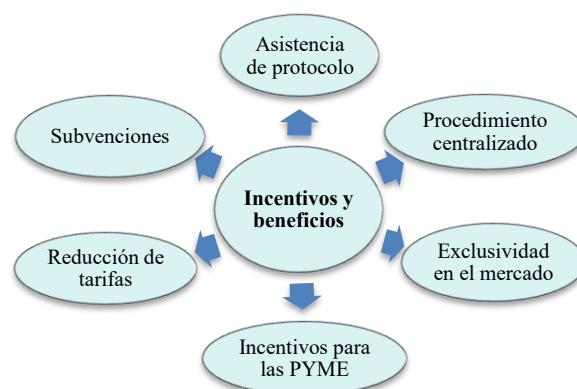 Asistencia
de protocolo
Subvenciones
Procedimiento
centralizado
Incentivos y
beneficios
Reducción de
tarifas
Exclusividad
en el mercado
Incentivos para
las PYME